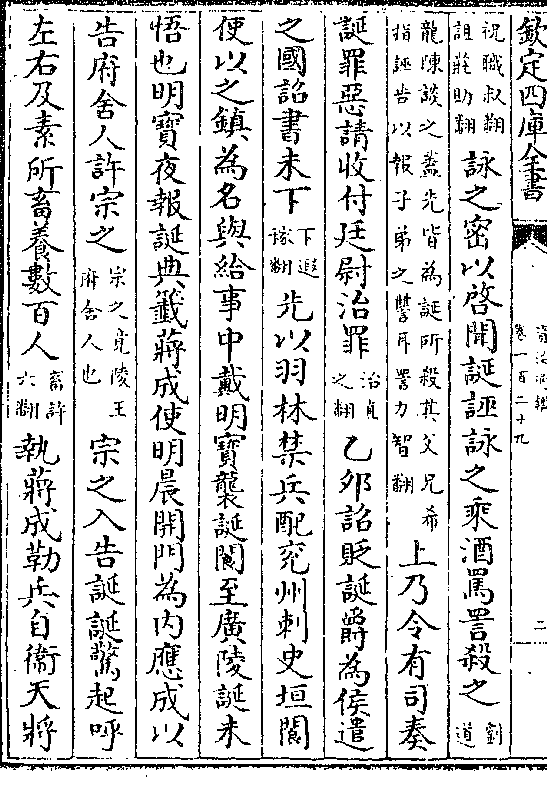 欽定四庫全書
資治通鑑
卷一百二十九
二
祝職叔翻
詛莊助翻
詠之密以啓聞誕誣詠之乘酒罵詈殺之
劉道
龍陳談之蓋先皆為誕所殺其父兄希
指誣告以報子弟之讐耳詈力智翻
上乃令有司奏
誕罪惡請收付廷尉治罪
治直
之翻
乙卯詔貶誕爵為侯遣
之國詔書未下
下遐
嫁翻
先以羽林禁兵配兖州刺史垣閬
使以之鎮為名與給事中戴明寶襲誕閬至廣陵誕未
悟也明寶夜報誕典籤蔣成使明晨開門為内應成以
告府舍人許宗之
宗之竟陵王
府舍人也
宗之入告誕誕驚起呼
左右及素所畜養數百人
畜許
六翻
執蔣成勒兵自衛天將